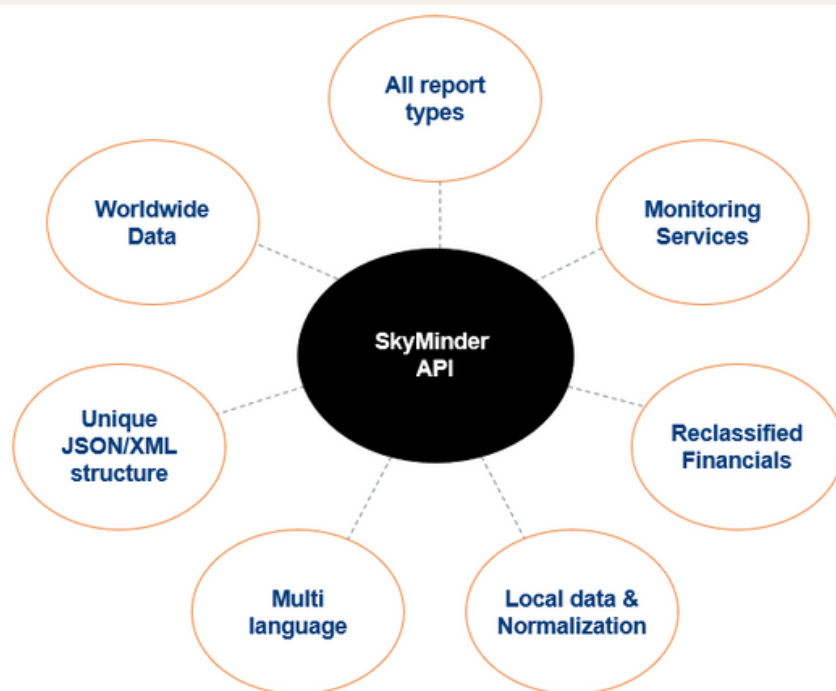 All report
types
Worldwide
Data
Monitoring
Services
SkyMinder
API
Unique
JSON/XML
structure
Reclassified
Financials
Multi
language
Local data &
Normalization